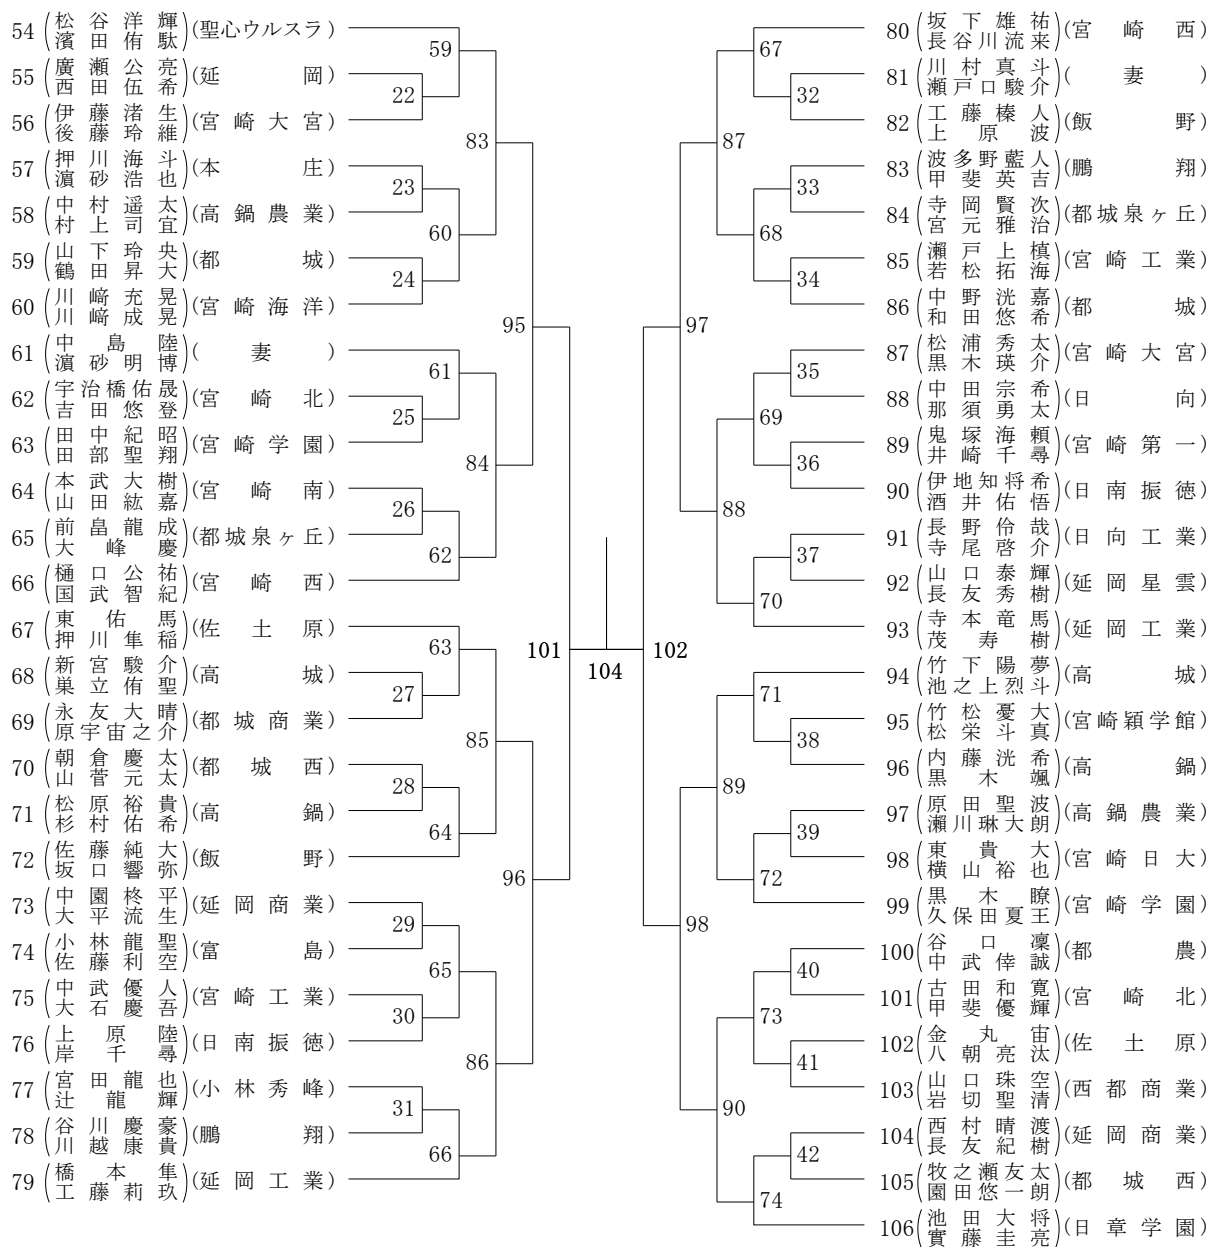 54 (松谷洋輝 濱田侑駄)(聖心ウルスラ)
55 (廣瀬公亮 西田伍希)(延岡)
56 (伊藤渚生 後藤玲維)(宮崎大宮)
57 (押川海斗 濵砂浩也)(本庄)
58 (中村遥太 村上司宜)(高鍋農業)
59 (山下玲央 鶴田昇大)(都城)
60 (川﨑充晃 川﨑成晃)(宮崎海洋)
61 (中島陸 濵砂明博)(妻)
62 (宇治橋佑晟 吉田悠登)(宮崎北)
63 (田中紀昭 田部聖翔)(宮崎学園)
64 (本武大樹 山田紘嘉)(宮崎南)
65 (前畠龍成 大峰慶)(都城泉ヶ丘)
66 (樋口公祐 国武智紀)(宮崎西)
67 (東佑馬 押川隼稲)(佐土原)
68 (新宮駿介 巣立侑聖)(高城)
69 (永友大晴 原宇宙之介)(都城商業)
70 (朝倉慶太 山菅元太)(都城西)
71 (松原裕貴 杉村佑希)(高鍋)
72 (佐藤純大 坂口響弥)(飯野)
73 (中園柊平 大平流生)(延岡商業)
74 (小林龍聖 佐藤利空)(富島)
75 (中武優人 大石慶吾)(宮崎工業)
76 (上原陸 岸千尋)(日南振徳)
77 (宮田龍也 辻龍輝)(小林秀峰)
78 (谷川慶豪 川越康貴)(鵬翔)
79 (橋本隼 工藤莉玖)(延岡工業)
59
22
83
23
60
24
95
61
25
84
26
62
101
63
27
85
28
64
96
29
65
30
86
31
66
104
102
67
32
87
33
68
34
97
35
69
36
88
37
70
71
38
89
39
72
98
40
73
41
90
42
74
80 (坂下雄祐 長谷川流来)(宮崎西)
81 (川村真斗 瀬戸口駿介)(妻)
82 (工藤榛人 上原波)(飯野)
83 (波多野藍人 甲斐英吉)(鵬翔)
84 (寺岡賢次 宮元雅治)(都城泉ヶ丘)
85 (瀬戸上槙 若松拓海)(宮崎工業)
86 (中野洸嘉 和田悠希)(都城)
87 (松浦秀太 黒木瑛介)(宮崎大宮)
88 (中田宗希 那須勇太)(日向)
89 (鬼塚海頼 井崎千尋)(宮崎第一)
90 (伊地知将希 酒井佑悟)(日南振徳)
91 (長野伶哉 寺尾啓介)(日向工業)
92 (山口泰輝 長友秀樹)(延岡星雲)
93 (寺本竜馬 茂寿樹)(延岡工業)
94 (竹下陽夢 池之上烈斗)(高城)
95 (竹松憂大 松栄斗真)(宮崎穎学館)
96 (内藤洸希 黒木颯)(高鍋)
97 (原田聖波 瀬川琳大朗)(高鍋農業)
98 (東貴大 横山裕也)(宮崎日大)
99 (黒木瞭 久保田夏王)(宮崎学園)
100 (谷口凜 中武倖誠)(都農)
101 (古田和寛 甲斐優輝)(宮崎北)
102 (金丸宙 八朝亮汰)(佐土原)
103 (山口珠空 岩切聖清)(西都商業)
104 (西村晴渡 長友紀樹)(延岡商業)
105 (牧之瀬友太 園田悠一朗)(都城西)
106 (池田大将 實藤圭亮)(日章学園)